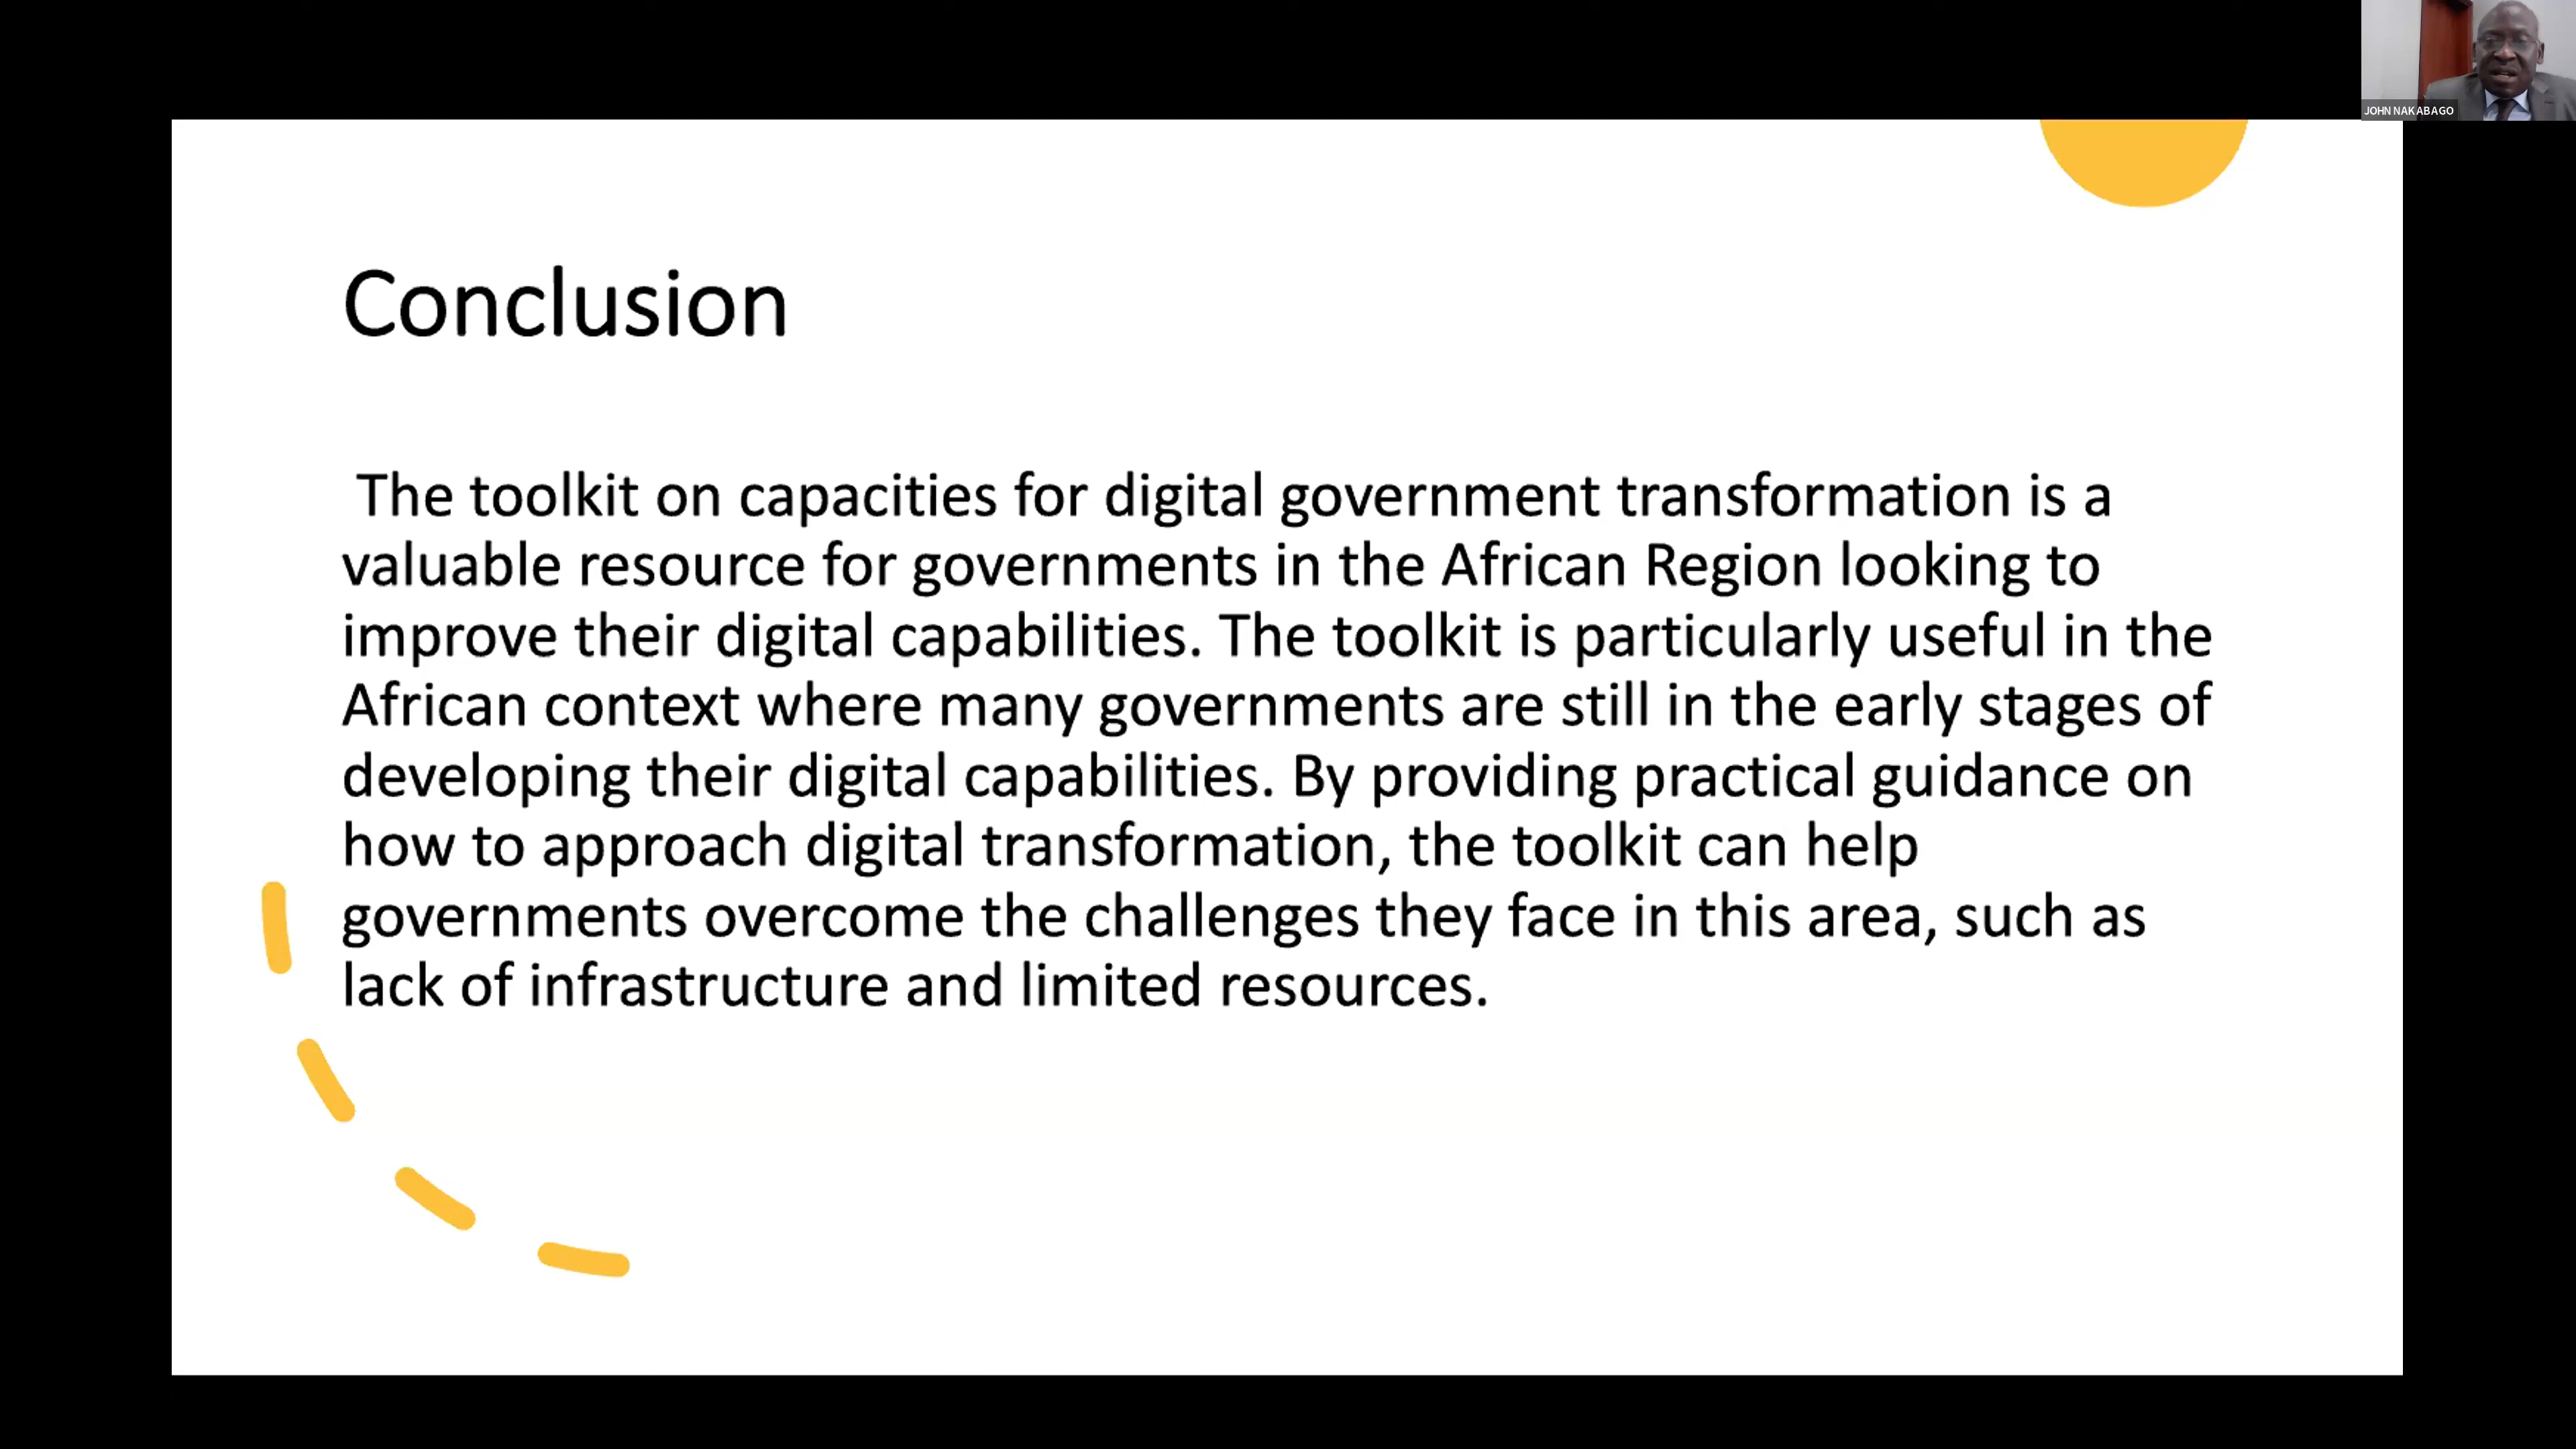 JOHN NAKABAGO
Conclusion
The toolkit on capacities for digital government transformation is a
valuable resource for governments in the African Region looking to
improve their digital capabilities. The toolkit is particularly useful in the
African context where many governments are still in the early stages of
developing their digital capabilities. By providing practical guidance on
how to approach digital transformation, the toolkit can help
governments overcome the challenges they face in this area, such as
lack of infrastructure and limited resources.